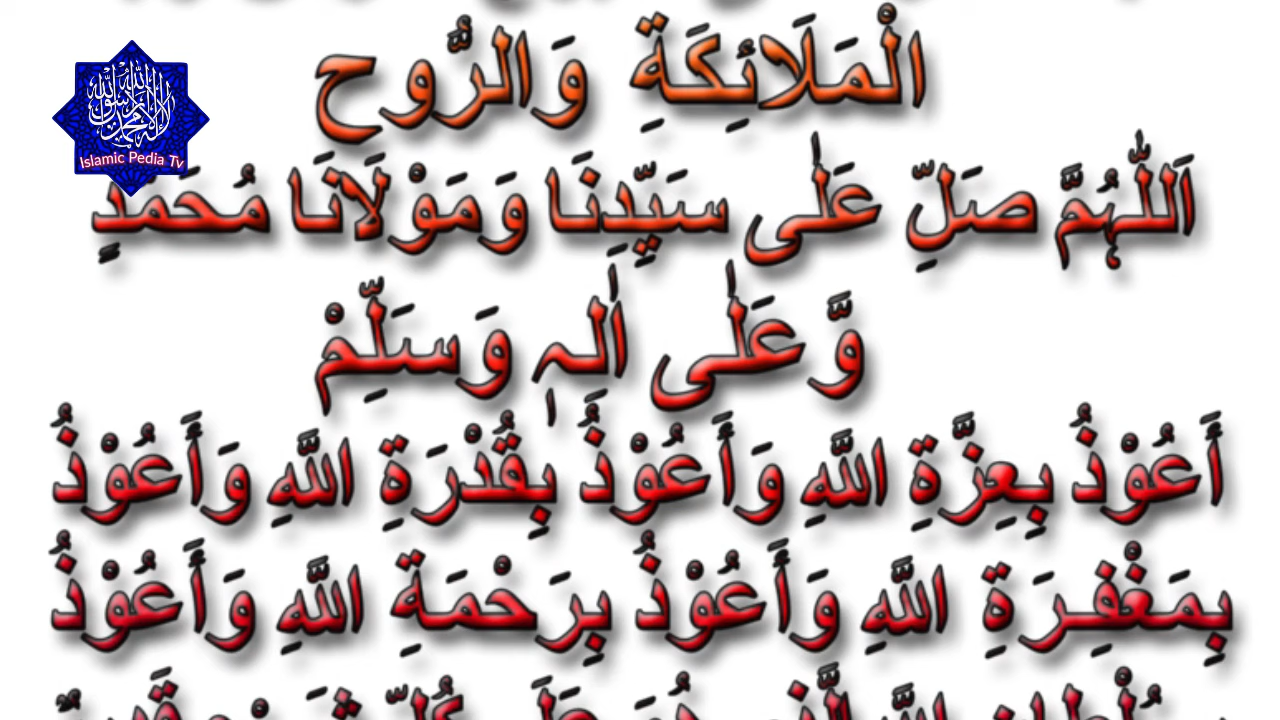 الْمَلَائِكَةِ وَالرُّوحِ
اَللّٰهُمَّ صَلِّ عَلٰى سَيِّدِنَا وَمَوْلَانَا مُحَمَّدٍ
وَّعَلٰى اٰلِهٖ وَسَلِّمْ
أَعُوْذُ بِعِزَّةِ اللَّهِ وَأَعُوْذُ بِقُدْرَةِ اللَّهِ وَأَعُوْذُ
بِمَغْفِرَةِ اللَّهِ وَأَعُوْذُ بِرَحْمَةِ اللَّهِ وَأَعُوْذُ
Islamic Pedia Tv